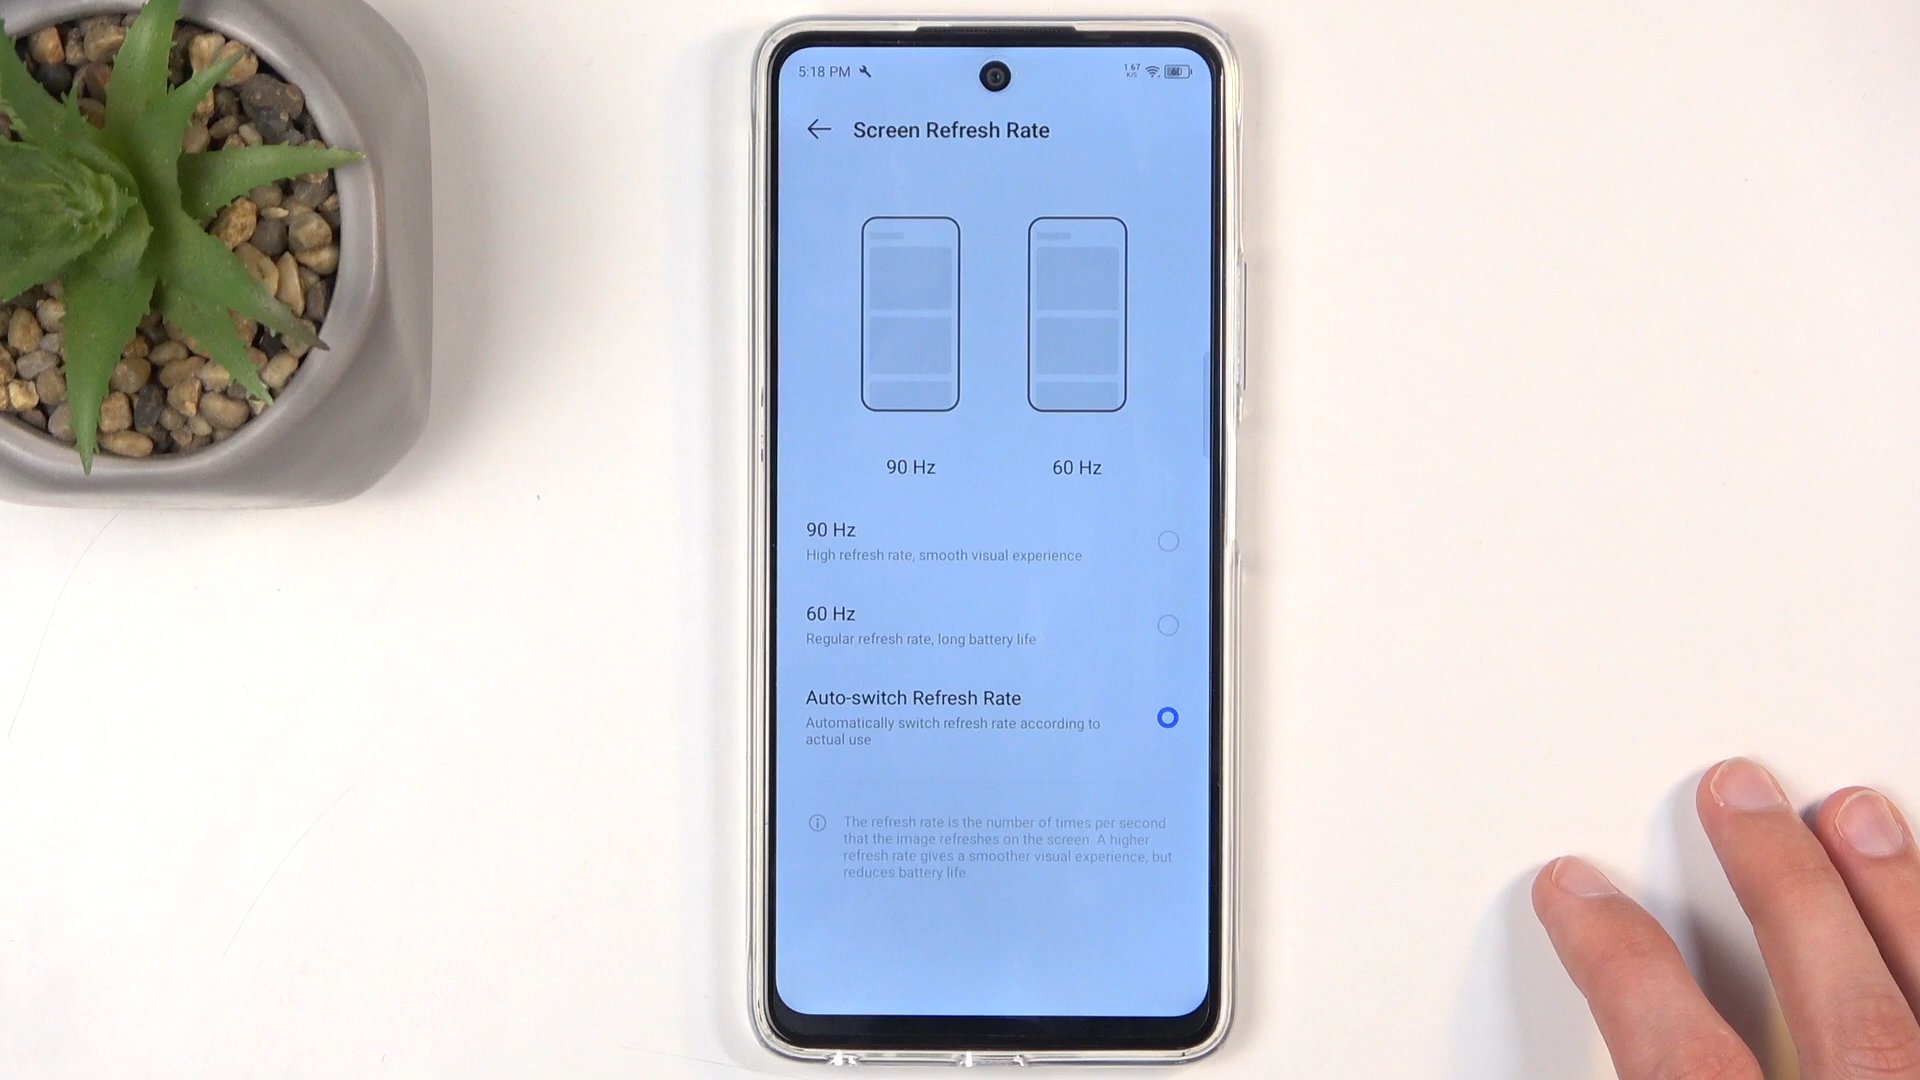 5:18 PM
1.67
K/S
60
Screen Refresh Rate
90 Hz
60 Hz
90 Hz
High refresh rate, smooth visual experience
60 Hz
Regular refresh rate, long battery life
Auto-switch Refresh Rate
Automatically switch refresh rate according to
actual use
The refresh rate is the number of times per second
that the image refreshes on the screen. A higher
refresh rate gives a smoother visual experience, but
reduces battery life.